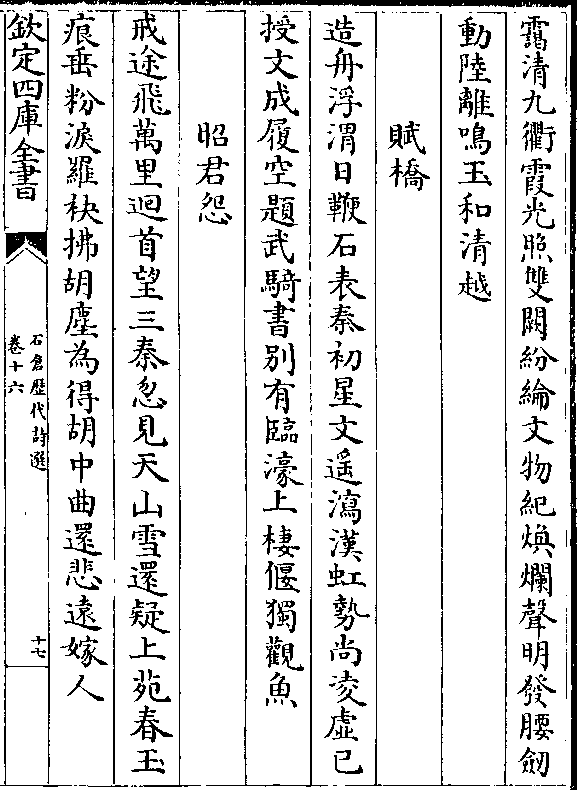 靄清九衢霞光照雙闕紛綸文物紀煥爛聲明發腰劒
動陸離鳴玉和清越
賦橋
造舟浮渭日鞭石表秦初星文遥瀉漢虹勢尚凌虛已
授文成履空題武騎書别有臨濠上棲偃獨觀魚
昭君怨
戒途飛萬里迴首望三秦忽見天山雪還疑上苑春玉
痕垂粉淚羅袂拂胡塵為得胡中曲還悲遠嫁人
欽定四庫全書
石倉歴代詩選
卷十六
十七